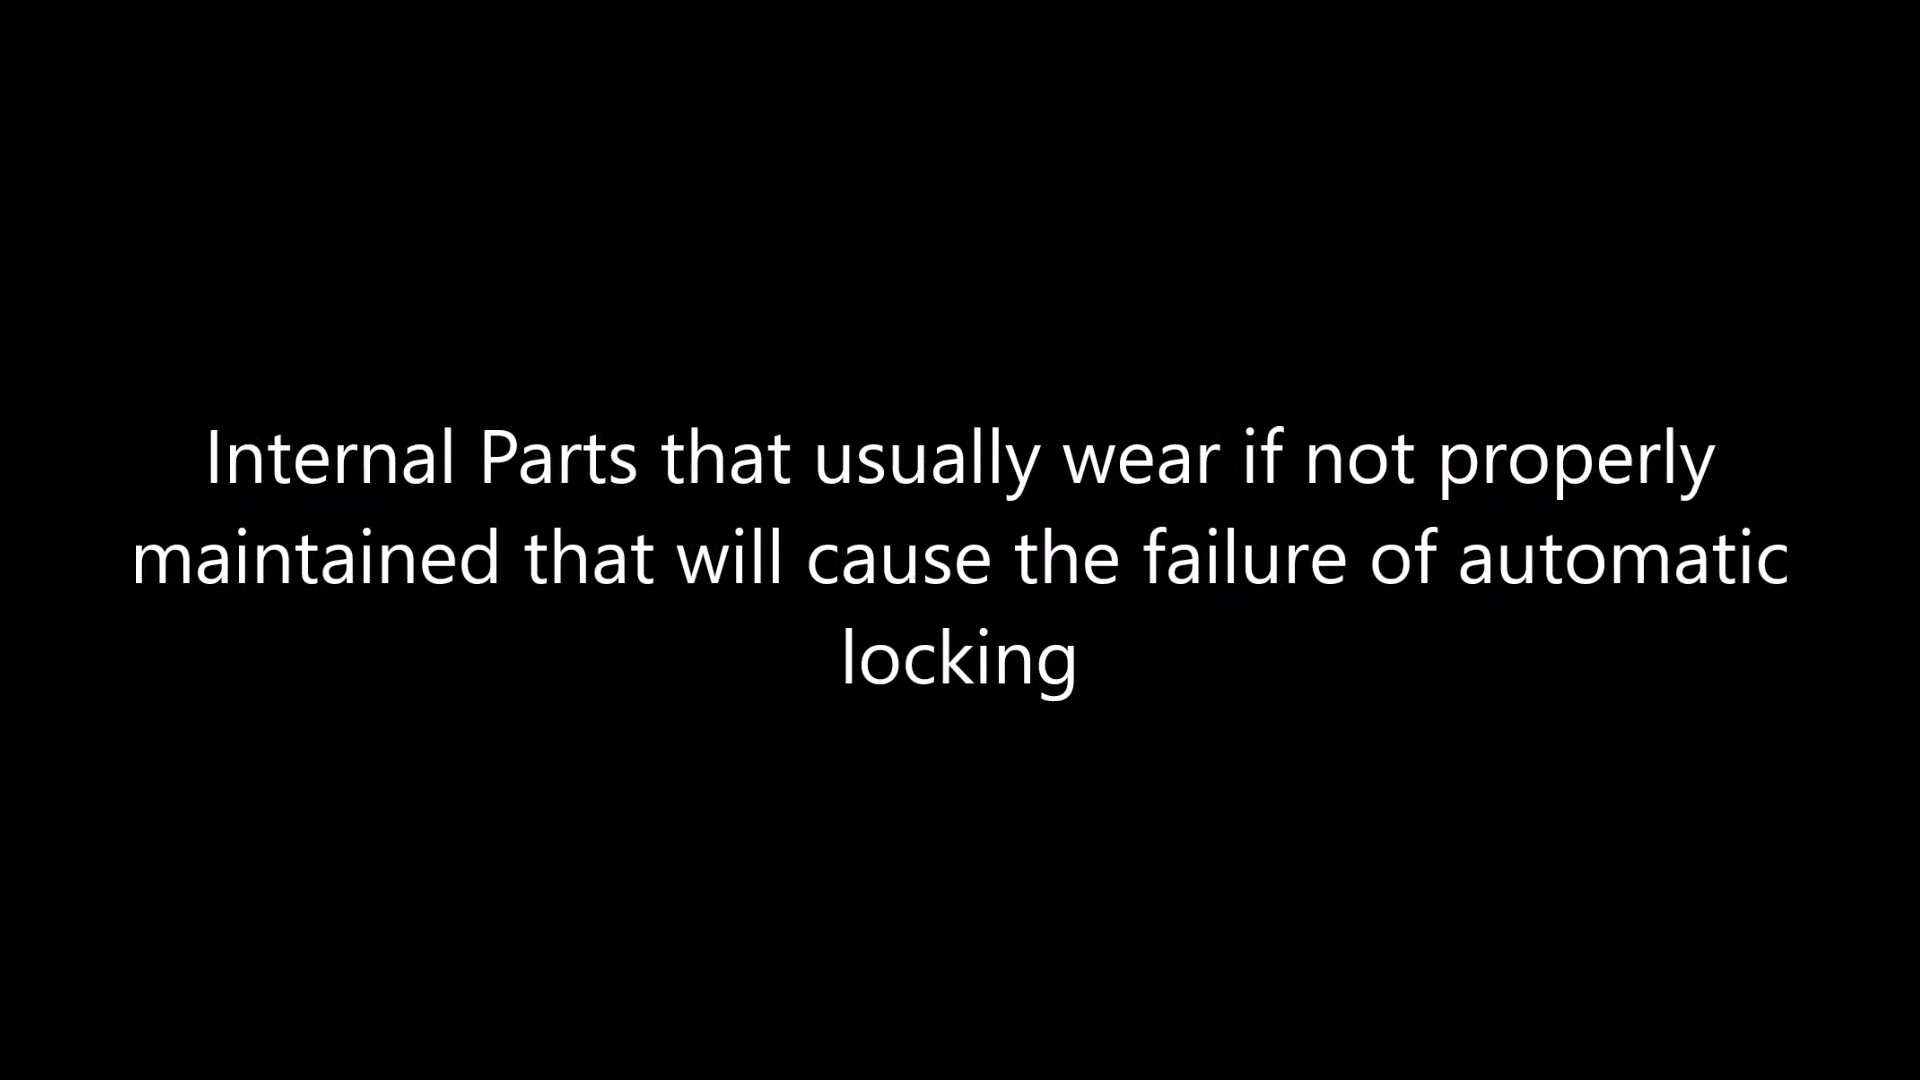 Internal Parts that usually wear if not properly
maintained that will cause the failure of automatic
locking